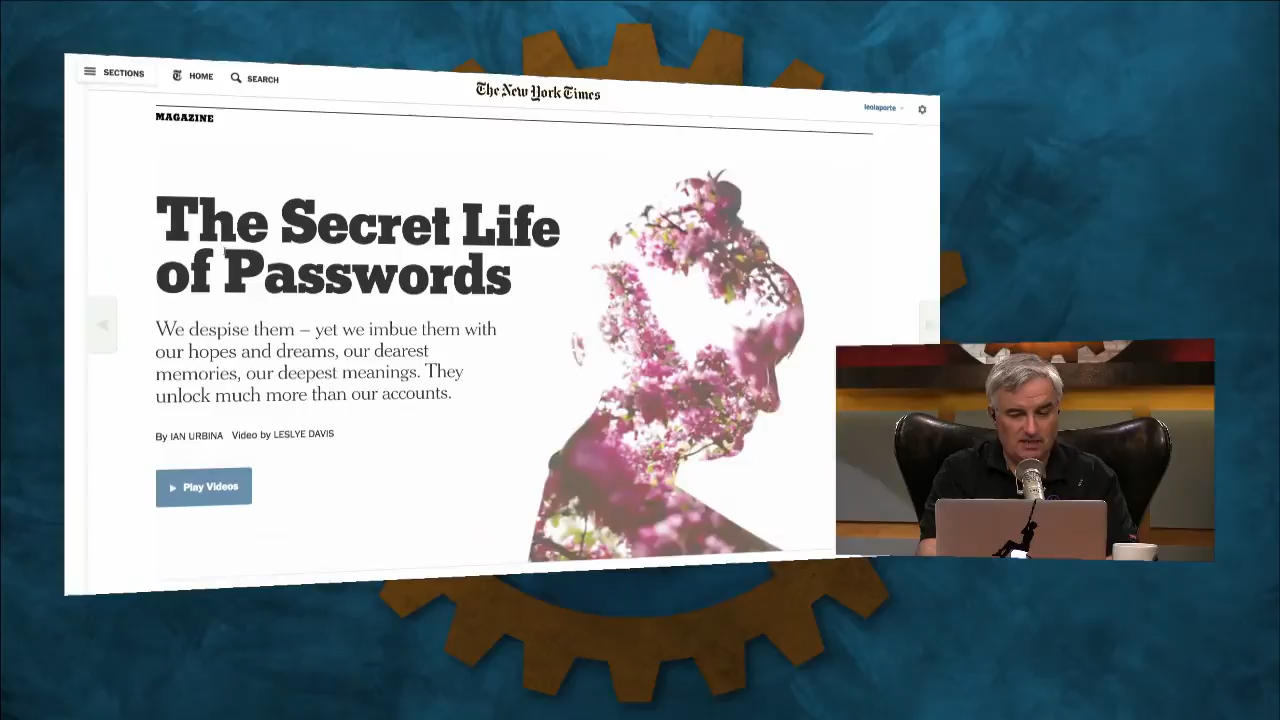 SECTIONS HOME SEARCH
The New York Times
leolaporte
MAGAZINE
The Secret Life
of Passwords
We despise them – yet we imbue them with
our hopes and dreams, our dearest
memories, our deepest meanings. They
unlock much more than our accounts.
By IAN URBINA Video by LESLYE DAVIS
Play Videos